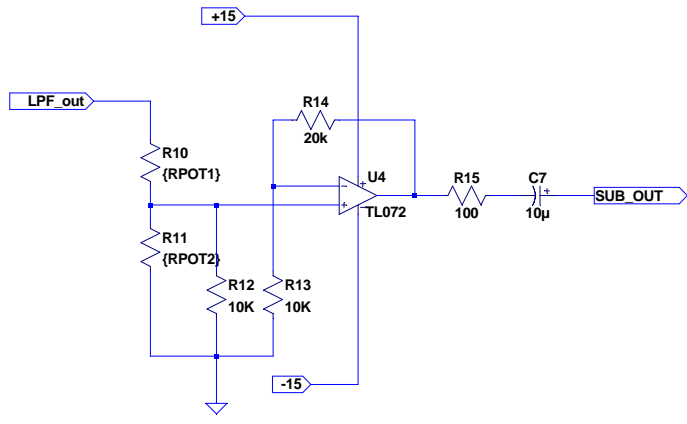 +15
LPF_out
R14
20k
R10
{RPOT1}
U4
TL072
R15
100
C7
10µ
SUB_OUT
R11
{RPOT2}
R12
10K
R13
10K
-15